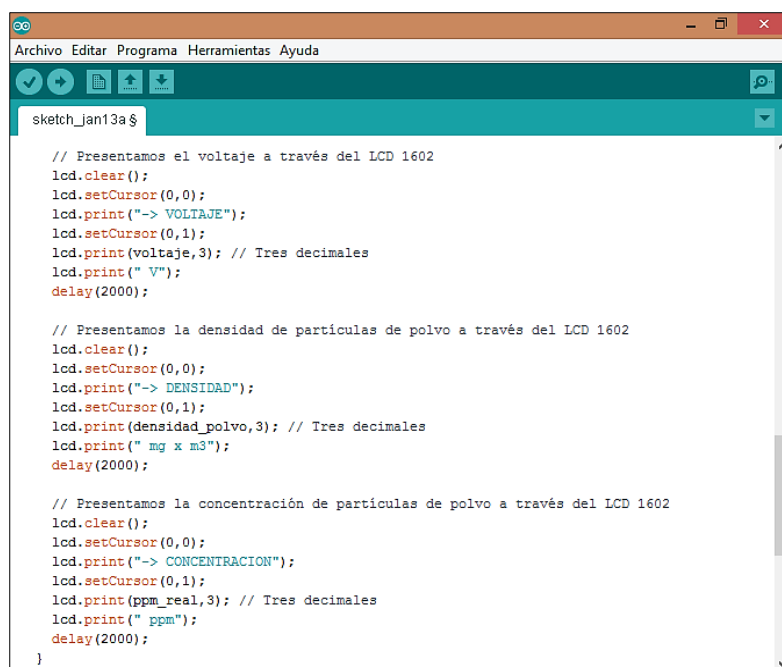 Archivo Editar Programa Herramientas Ayuda
sketch_jan13a §
// Presentamos el voltaje a través del LCD 1602
lcd.clear();
lcd.setCursor(0,0);
lcd.print("-> VOLTAJE");
lcd.setCursor(0,1);
lcd.print(voltaje,3); // Tres decimales
lcd.print(" V");
delay(2000);
// Presentamos la densidad de partículas de polvo a través del LCD 1602
lcd.clear();
lcd.setCursor(0,0);
lcd.print("-> DENSIDAD");
lcd.setCursor(0,1);
lcd.print(densidad_polvo,3); // Tres decimales
lcd.print(" mg x m3");
delay(2000);
// Presentamos la concentración de partículas de polvo a través del LCD 1602
lcd.clear();
lcd.setCursor(0,0);
lcd.print("-> CONCENTRACION");
lcd.setCursor(0,1);
lcd.print(ppm_real,3); // Tres decimales
lcd.print(" ppm");
delay(2000);
}